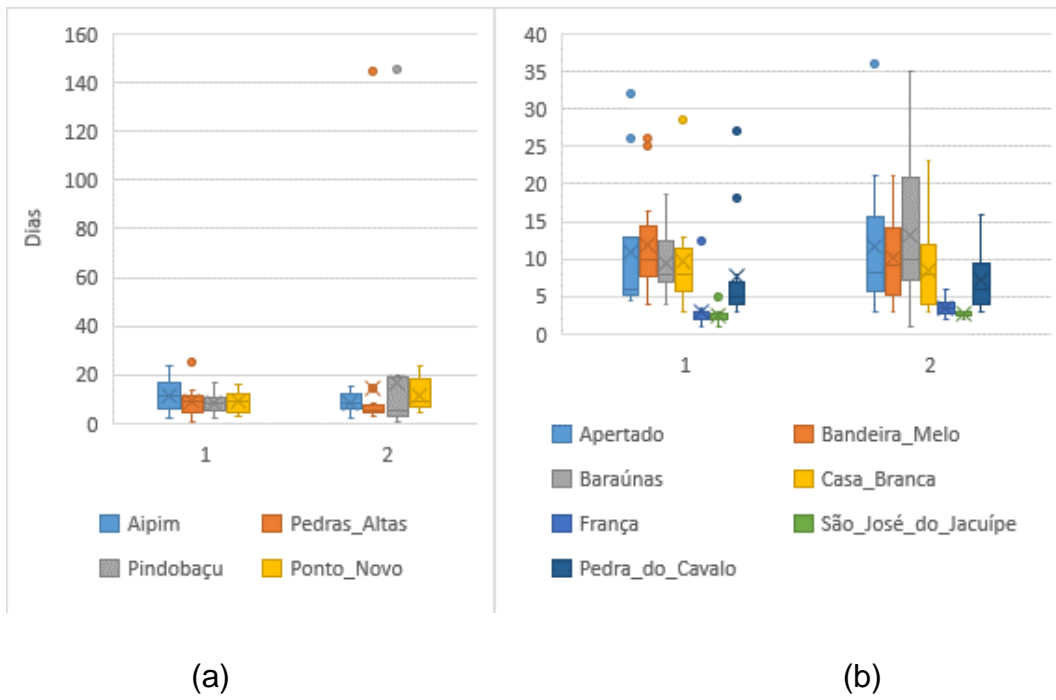 Dias
160
140
120
100
80
60
40
20
0
1 2
Aipim Pedras_Altas
Pindobaçu Ponto_Novo
40
35
30
25
20
15
10
5
0
1 2
Apertado Bandeira_Melo
Baraúnas Casa_Branca
França São_José_do_Jacuípe
Pedra_do_Cavalo
(a) (b)